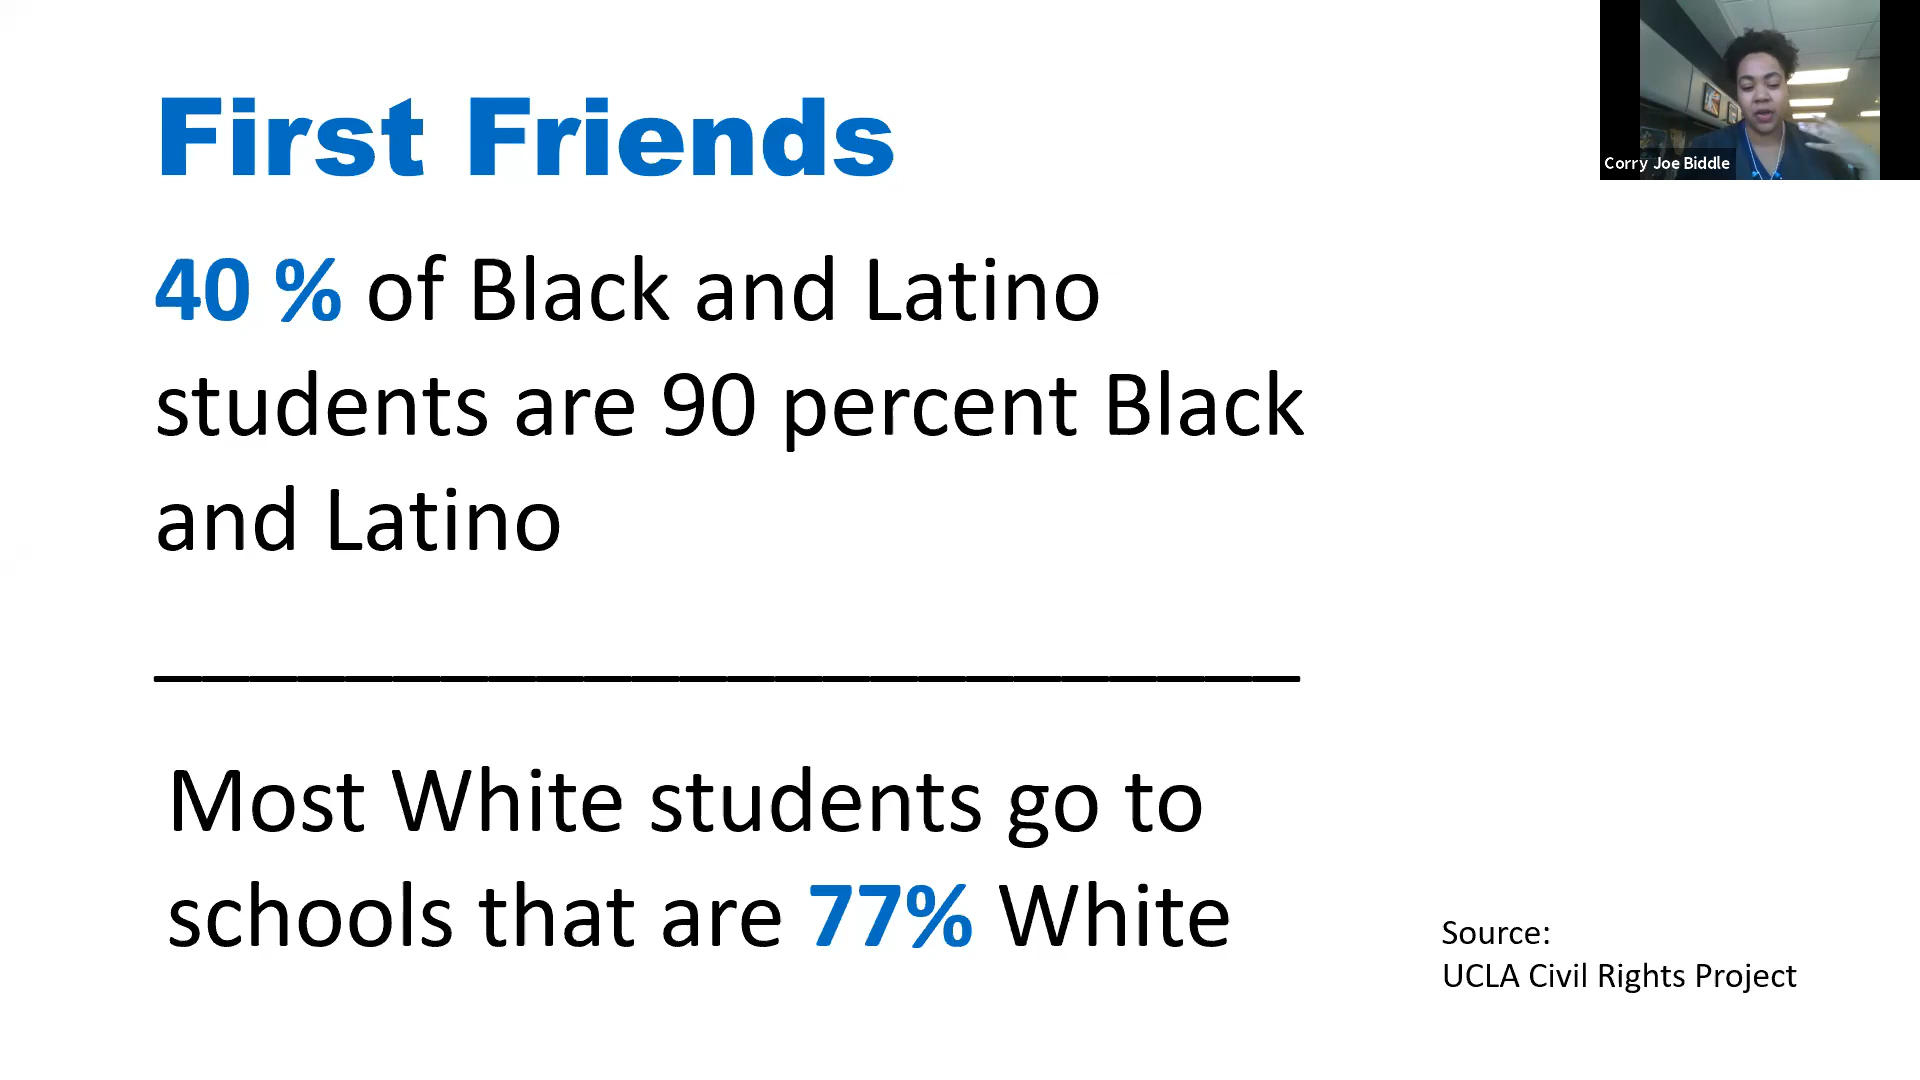 First Friends
40 % of Black and Latino
students are 90 percent Black
and Latino
Most White students go to
schools that are 77% White
Source:
UCLA Civil Rights Project
Corry Joe Biddle